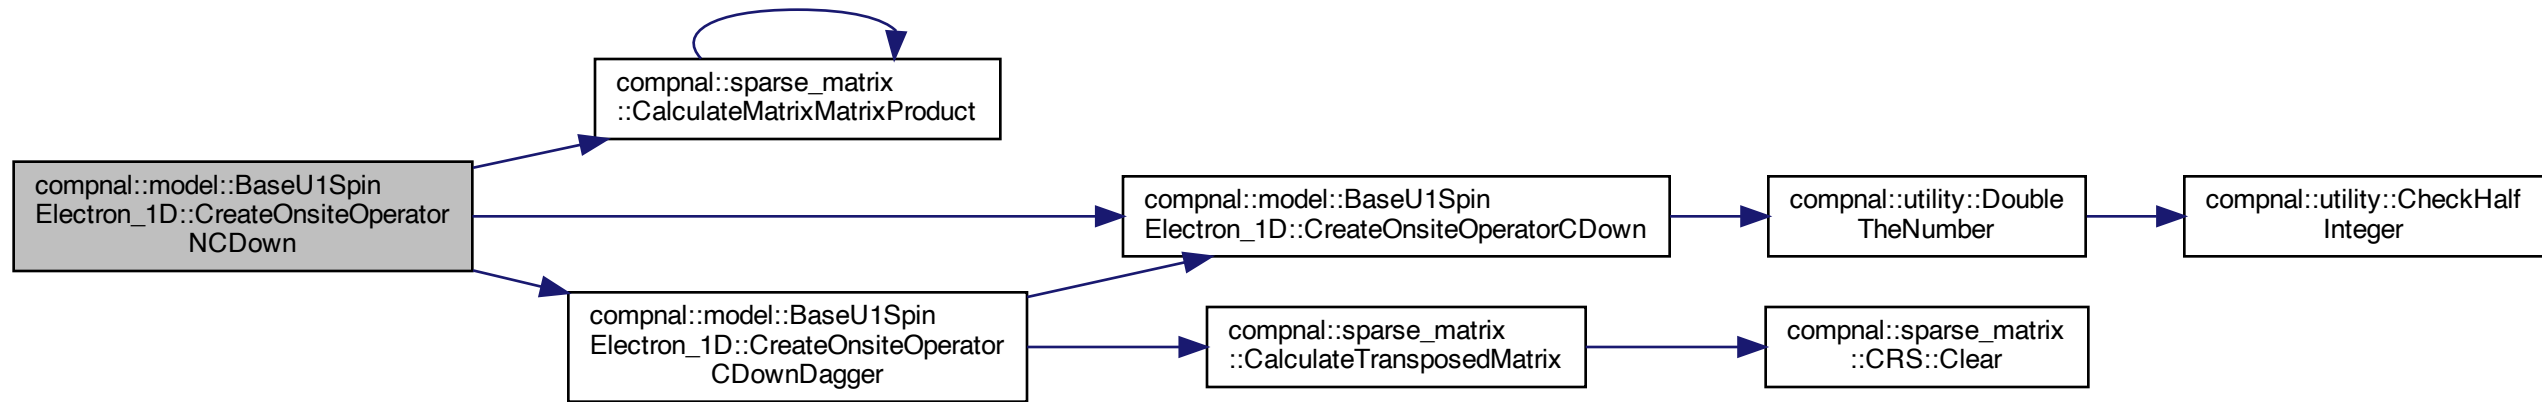 compnal::model::BaseU1Spin
Electron_1D::CreateOnsiteOperator
NCDown
compnal::sparse_matrix
::CalculateMatrixMatrixProduct
compnal::model::BaseU1Spin
Electron_1D::CreateOnsiteOperatorCDown
compnal::utility::Double
TheNumber
compnal::utility::CheckHalf
Integer
compnal::model::BaseU1Spin
Electron_1D::CreateOnsiteOperator
CDownDagger
compnal::sparse_matrix
::CalculateTransposedMatrix
compnal::sparse_matrix
::CRS::Clear